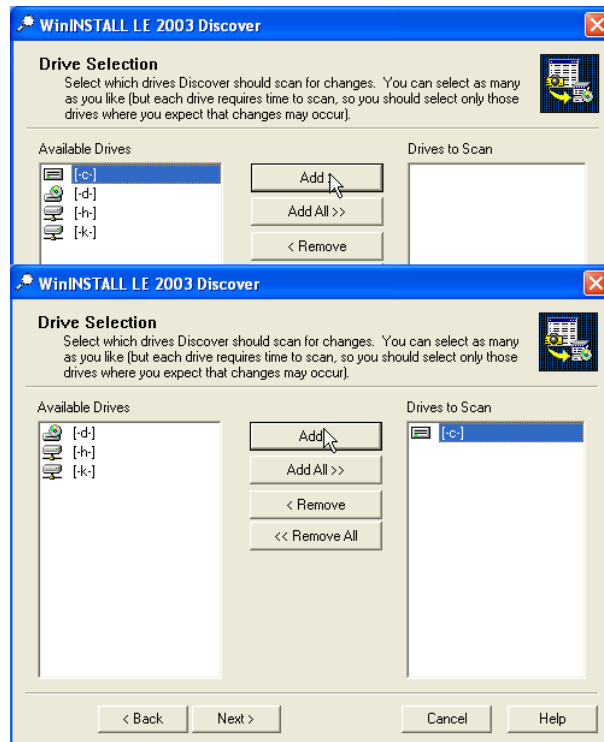 WinINSTALL LE 2003 Discover
Drive Selection
Select which drives Discover should scan for changes. You can select as many
as you like (but each drive requires time to scan, so you should select only those
drives where you expect that changes may occur).
Available Drives
Drives to Scan
[-c-]
[-d-]
[-h-]
[-k-]
Add
Add All >>
< Remove
WinINSTALL LE 2003 Discover
Drive Selection
Select which drives Discover should scan for changes. You can select as many
as you like (but each drive requires time to scan, so you should select only those
drives where you expect that changes may occur).
Available Drives
Drives to Scan
[-d-]
[-h-]
[-k-]
Add
Add All >>
< Remove
<< Remove All
[-c-]
< Back
Next >
Cancel
Help